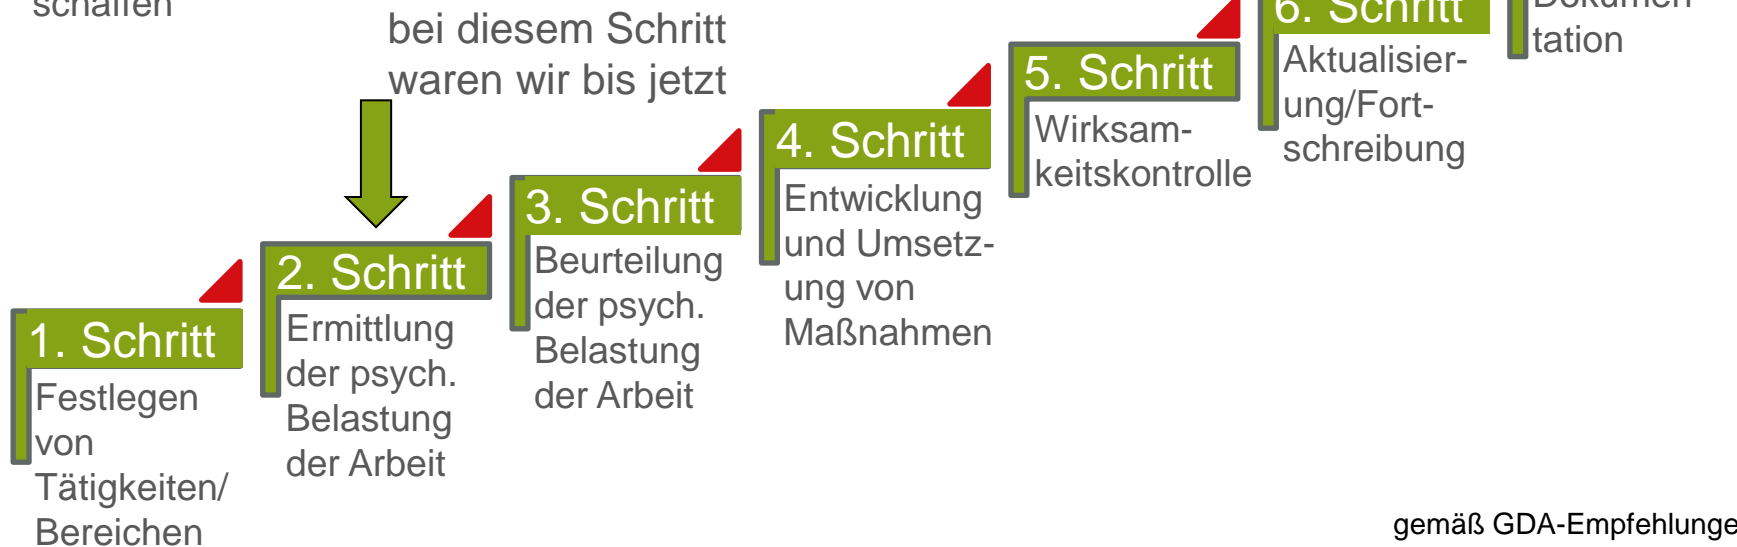 schaffen
bei diesem Schritt
waren wir bis jetzt
1. Schritt
Festlegen
von
Tätigkeiten/
Bereichen
2. Schritt
Ermittlung
der psych.
Belastung
der Arbeit
3. Schritt
Beurteilung
der psych.
Belastung
der Arbeit
4. Schritt
Entwicklung
und Umsetz-
ung von
Maßnahmen
5. Schritt
Wirksam-
keitskontrolle
6. Schritt
Aktualisier-
ung/Fort-
schreibung
Dokumen
tation
gemäß GDA-Empfehlunge